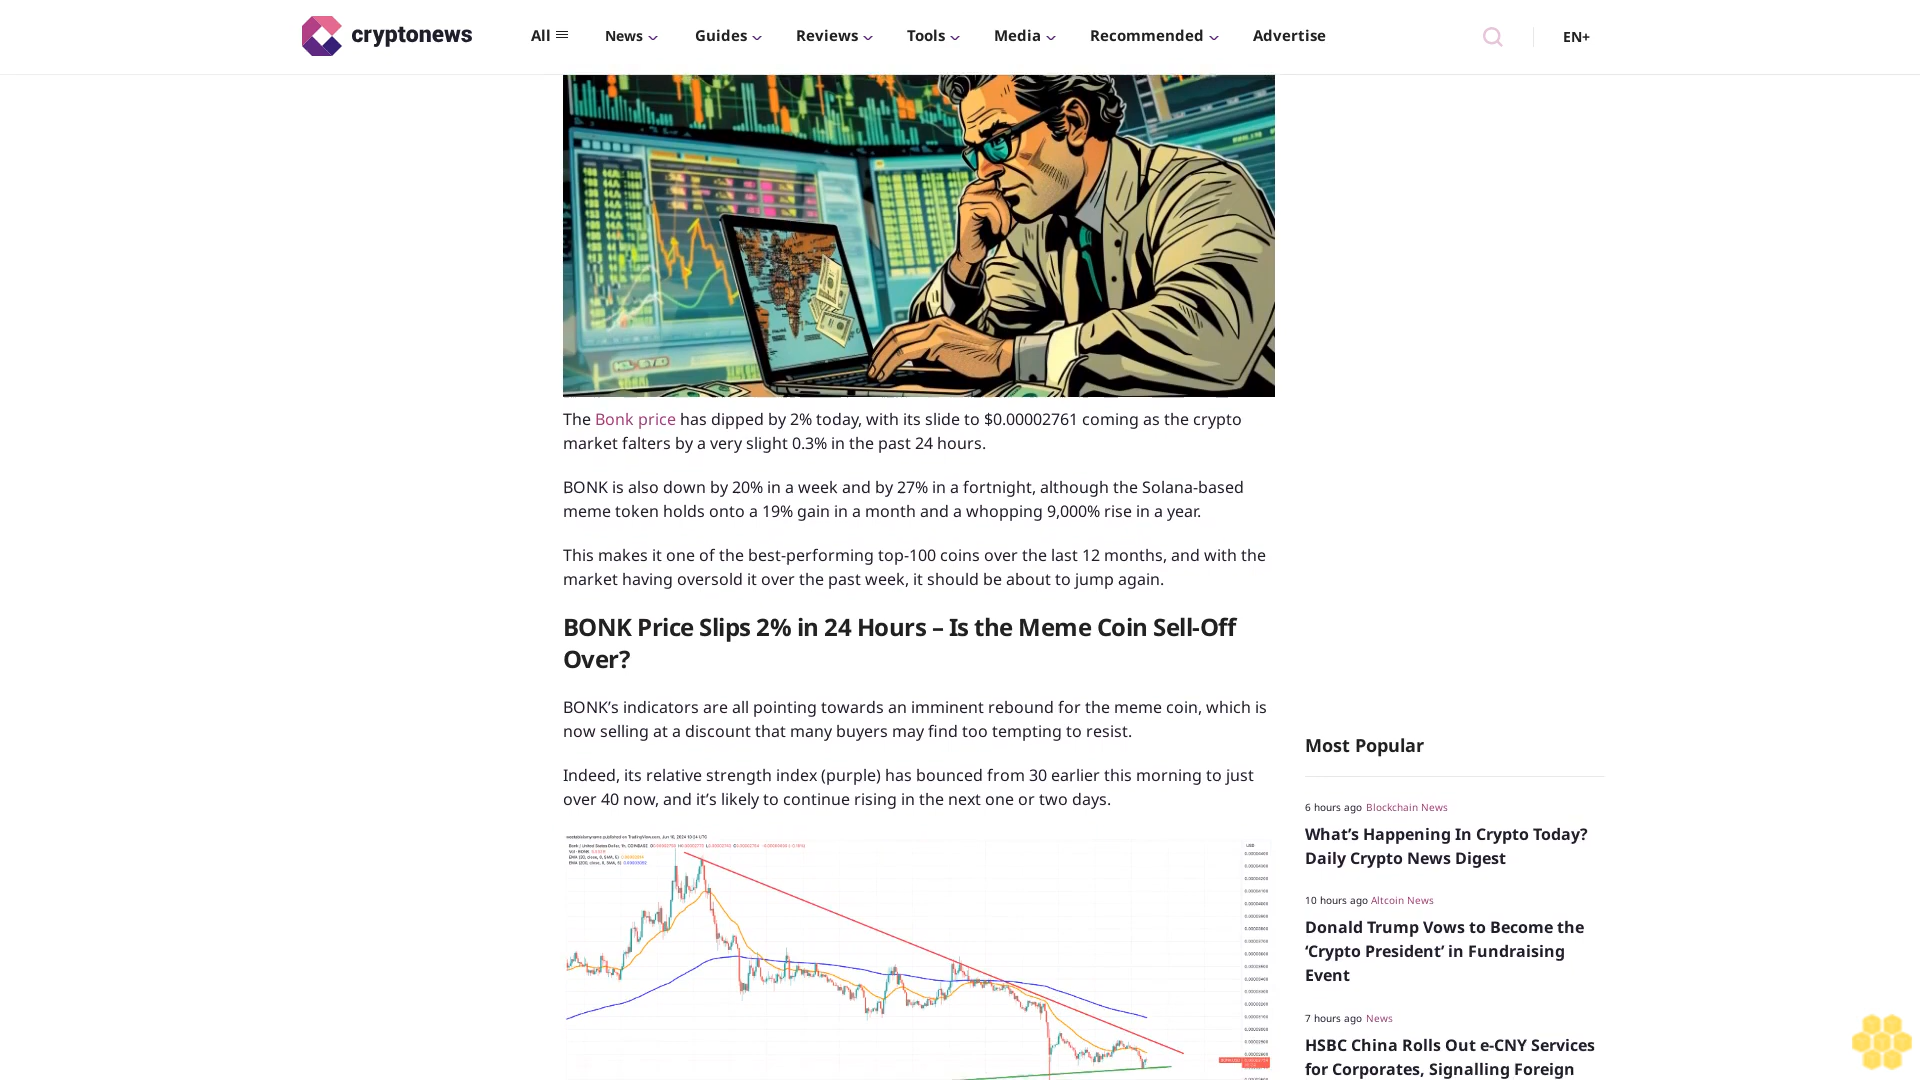 cryptonews
All
News
Guides
Reviews
Tools
Media
Recommended
Advertise
EN+
The Bonk price has dipped by 2% today, with its slide to $0.00002761 coming as the crypto
market falters by a very slight 0.3% in the past 24 hours.
BONK is also down by 20% in a week and by 27% in a fortnight, although the Solana-based
meme token holds onto a 19% gain in a month and a whopping 9,000% rise in a year.
This makes it one of the best-performing top-100 coins over the last 12 months, and with the
market having oversold it over the past week, it should be about to jump again.
BONK Price Slips 2% in 24 Hours – Is the Meme Coin Sell-Off
Over?
BONK’s indicators are all pointing towards an imminent rebound for the meme coin, which is
now selling at a discount that many buyers may find too tempting to resist.
Indeed, its relative strength index (purple) has bounced from 30 earlier this morning to just
over 40 now, and it’s likely to continue rising in the next one or two days.
Most Popular
6 hours ago Blockchain News
What’s Happening In Crypto Today?
Daily Crypto News Digest
10 hours ago Altcoin News
Donald Trump Vows to Become the
‘Crypto President’ in Fundraising
Event
7 hours ago News
HSBC China Rolls Out e-CNY Services
for Corporates, Signalling Foreign